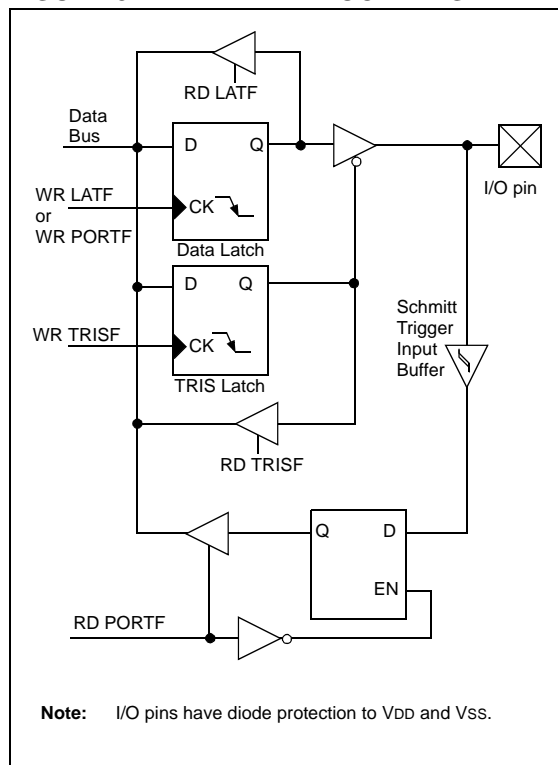 RD LATF
Data
Bus
D Q
WR LATF
or
WR PORTF
CK
Data Latch
I/O pin
D Q
WR TRISF
CK
TRIS Latch
Schmitt
Trigger
Input
Buffer
RD TRISF
Q D
EN
RD PORTF
Note: I/O pins have diode protection to VDD and VSS.